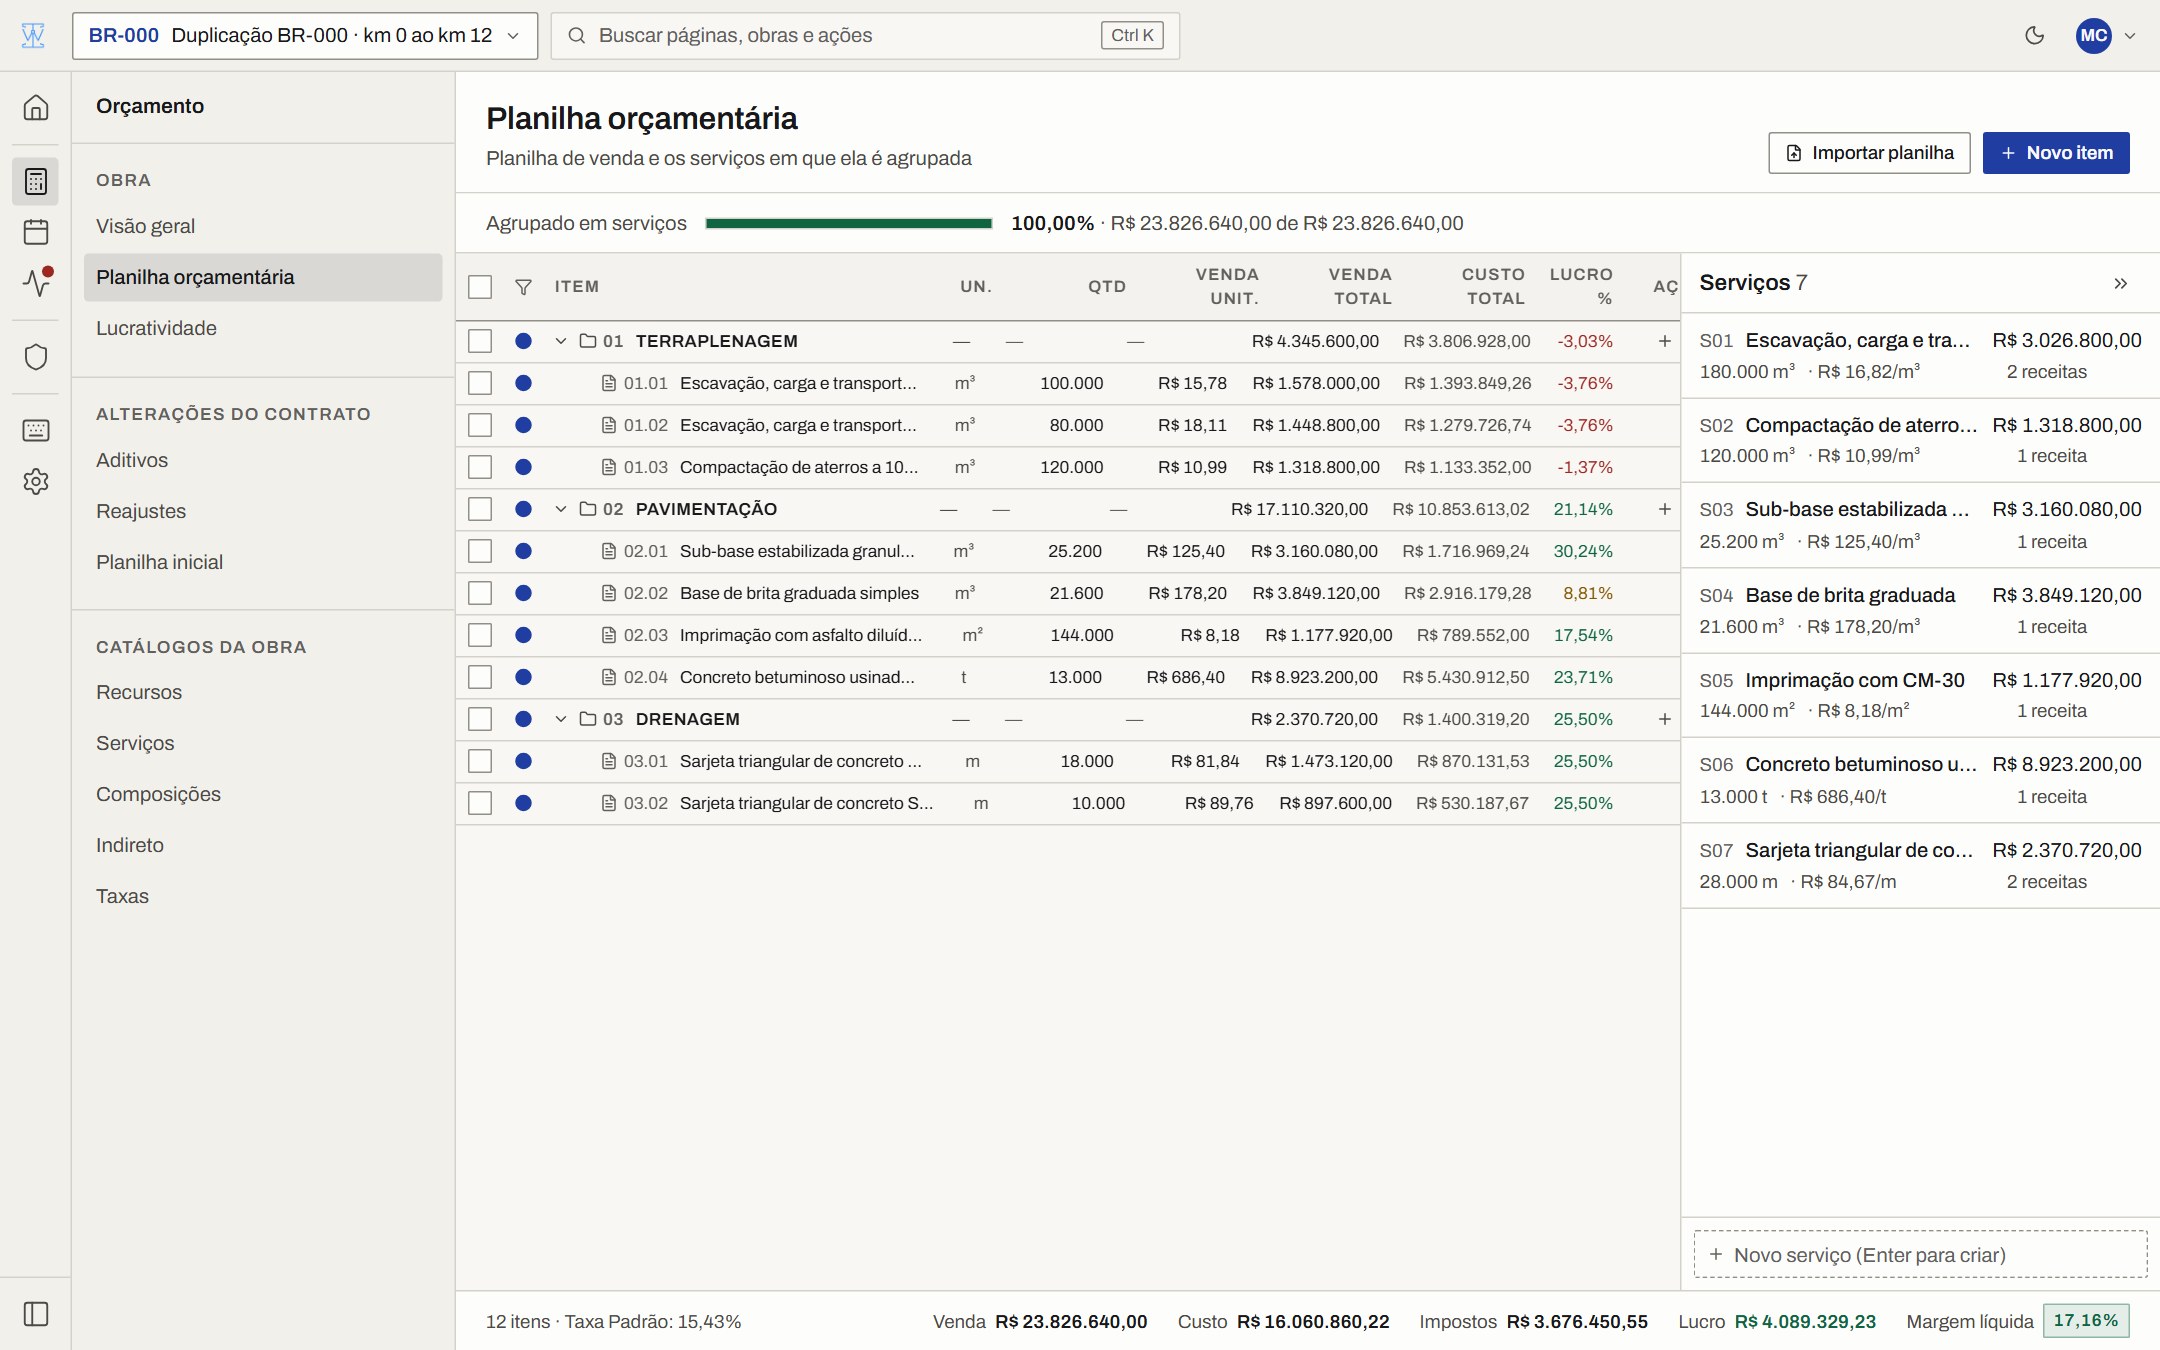 BR-000 Duplicação BR-000 · km 0 ao km 12
Buscar páginas, obras e ações Ctrl K
MC
Orçamento
OBRA
Visão geral
Planilha orçamentária
Lucratividade
ALTERAÇÕES DO CONTRATO
Aditivos
Reajustes
Planilha inicial
CATÁLOGOS DA OBRA
Recursos
Serviços
Composições
Indireto
Taxas
Planilha orçamentária
Planilha de venda e os serviços em que ela é agrupada
Importar planilha
+ Novo item
Agrupado em serviços 100,00% · R$ 23.826.640,00 de R$ 23.826.640,00
ITEM UN. QTD VENDA UNIT. VENDA TOTAL CUSTO TOTAL LUCRO % AÇ
01 TERRAPLENAGEM — — — R$ 4.345.600,00 R$ 3.806.928,00 -3,03% +
01.01 Escavação, carga e transport... m³ 100.000 R$ 15,78 R$ 1.578.000,00 R$ 1.393.849,26 -3,76%
01.02 Escavação, carga e transport... m³ 80.000 R$ 18,11 R$ 1.448.800,00 R$ 1.279.726,74 -3,76%
01.03 Compactação de aterros a 10... m³ 120.000 R$ 10,99 R$ 1.318.800,00 R$ 1.133.352,00 -1,37%
02 PAVIMENTAÇÃO — — — R$ 17.110.320,00 R$ 10.853.613,02 21,14% +
02.01 Sub-base estabilizada granul... m³ 25.200 R$ 125,40 R$ 3.160.080,00 R$ 1.716.969,24 30,24%
02.02 Base de brita graduada simples m³ 21.600 R$ 178,20 R$ 3.849.120,00 R$ 2.916.179,28 8,81%
02.03 Imprimação com asfalto diluíd... m² 144.000 R$ 8,18 R$ 1.177.920,00 R$ 789.552,00 17,54%
02.04 Concreto betuminoso usinad... t 13.000 R$ 686,40 R$ 8.923.200,00 R$ 5.430.912,50 23,71%
03 DRENAGEM — — — R$ 2.370.720,00 R$ 1.400.319,20 25,50% +
03.01 Sarjeta triangular de concreto ... m 18.000 R$ 81,84 R$ 1.473.120,00 R$ 870.131,53 25,50%
03.02 Sarjeta triangular de concreto S... m 10.000 R$ 89,76 R$ 897.600,00 R$ 530.187,67 25,50%
Serviços 7
S01 Escavação, carga e tra... R$ 3.026.800,00
180.000 m³ · R$ 16,82/m³ 2 receitas
S02 Compactação de aterro... R$ 1.318.800,00
120.000 m³ · R$ 10,99/m³ 1 receita
S03 Sub-base estabilizada ... R$ 3.160.080,00
25.200 m³ · R$ 125,40/m³ 1 receita
S04 Base de brita graduada R$ 3.849.120,00
21.600 m³ · R$ 178,20/m³ 1 receita
S05 Imprimação com CM-30 R$ 1.177.920,00
144.000 m² · R$ 8,18/m² 1 receita
S06 Concreto betuminoso u... R$ 8.923.200,00
13.000 t · R$ 686,40/t 1 receita
S07 Sarjeta triangular de co... R$ 2.370.720,00
28.000 m · R$ 84,67/m 2 receitas
+ Novo serviço (Enter para criar)
12 itens · Taxa Padrão: 15,43% Venda R$ 23.826.640,00 Custo R$ 16.060.860,22 Impostos R$ 3.676.450,55 Lucro R$ 4.089.329,23 Margem líquida 17,16%